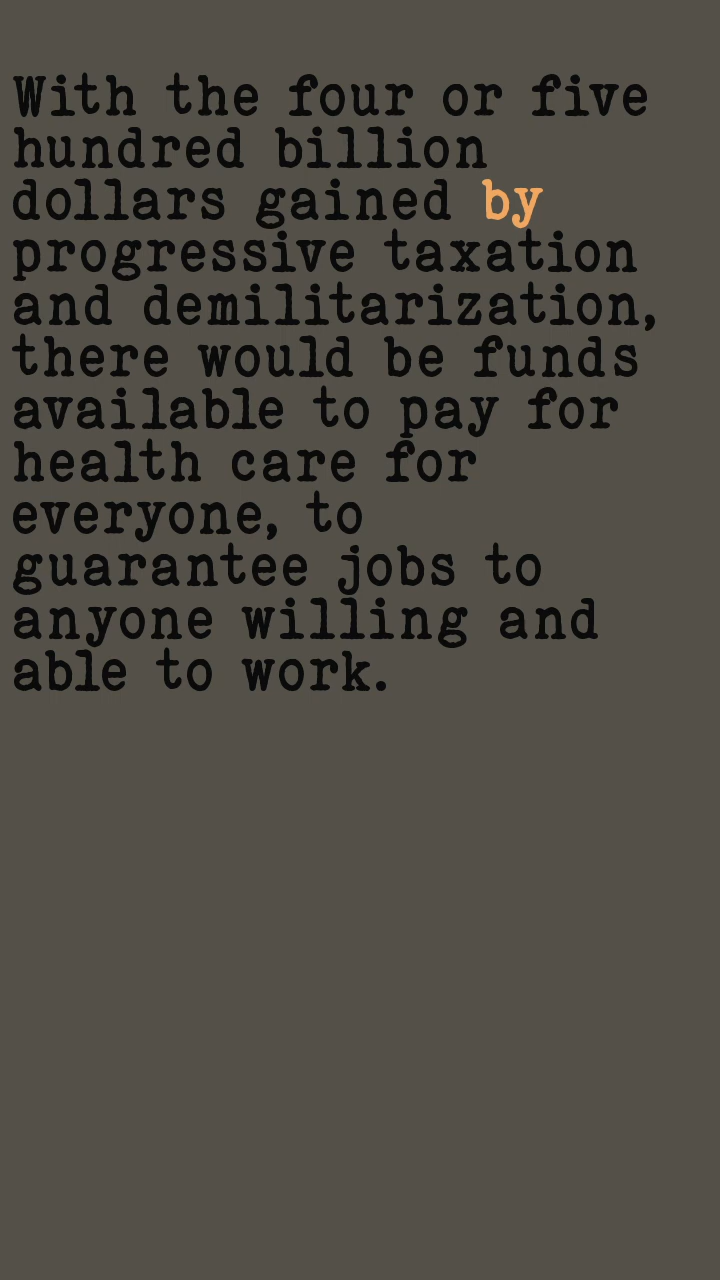 With the four or five
hundred billion
dollars gained by
progressive taxation
and demilitarization,
there would be funds
available to pay for
health care for
everyone, to
guarantee jobs to
anyone willing and
able to work.